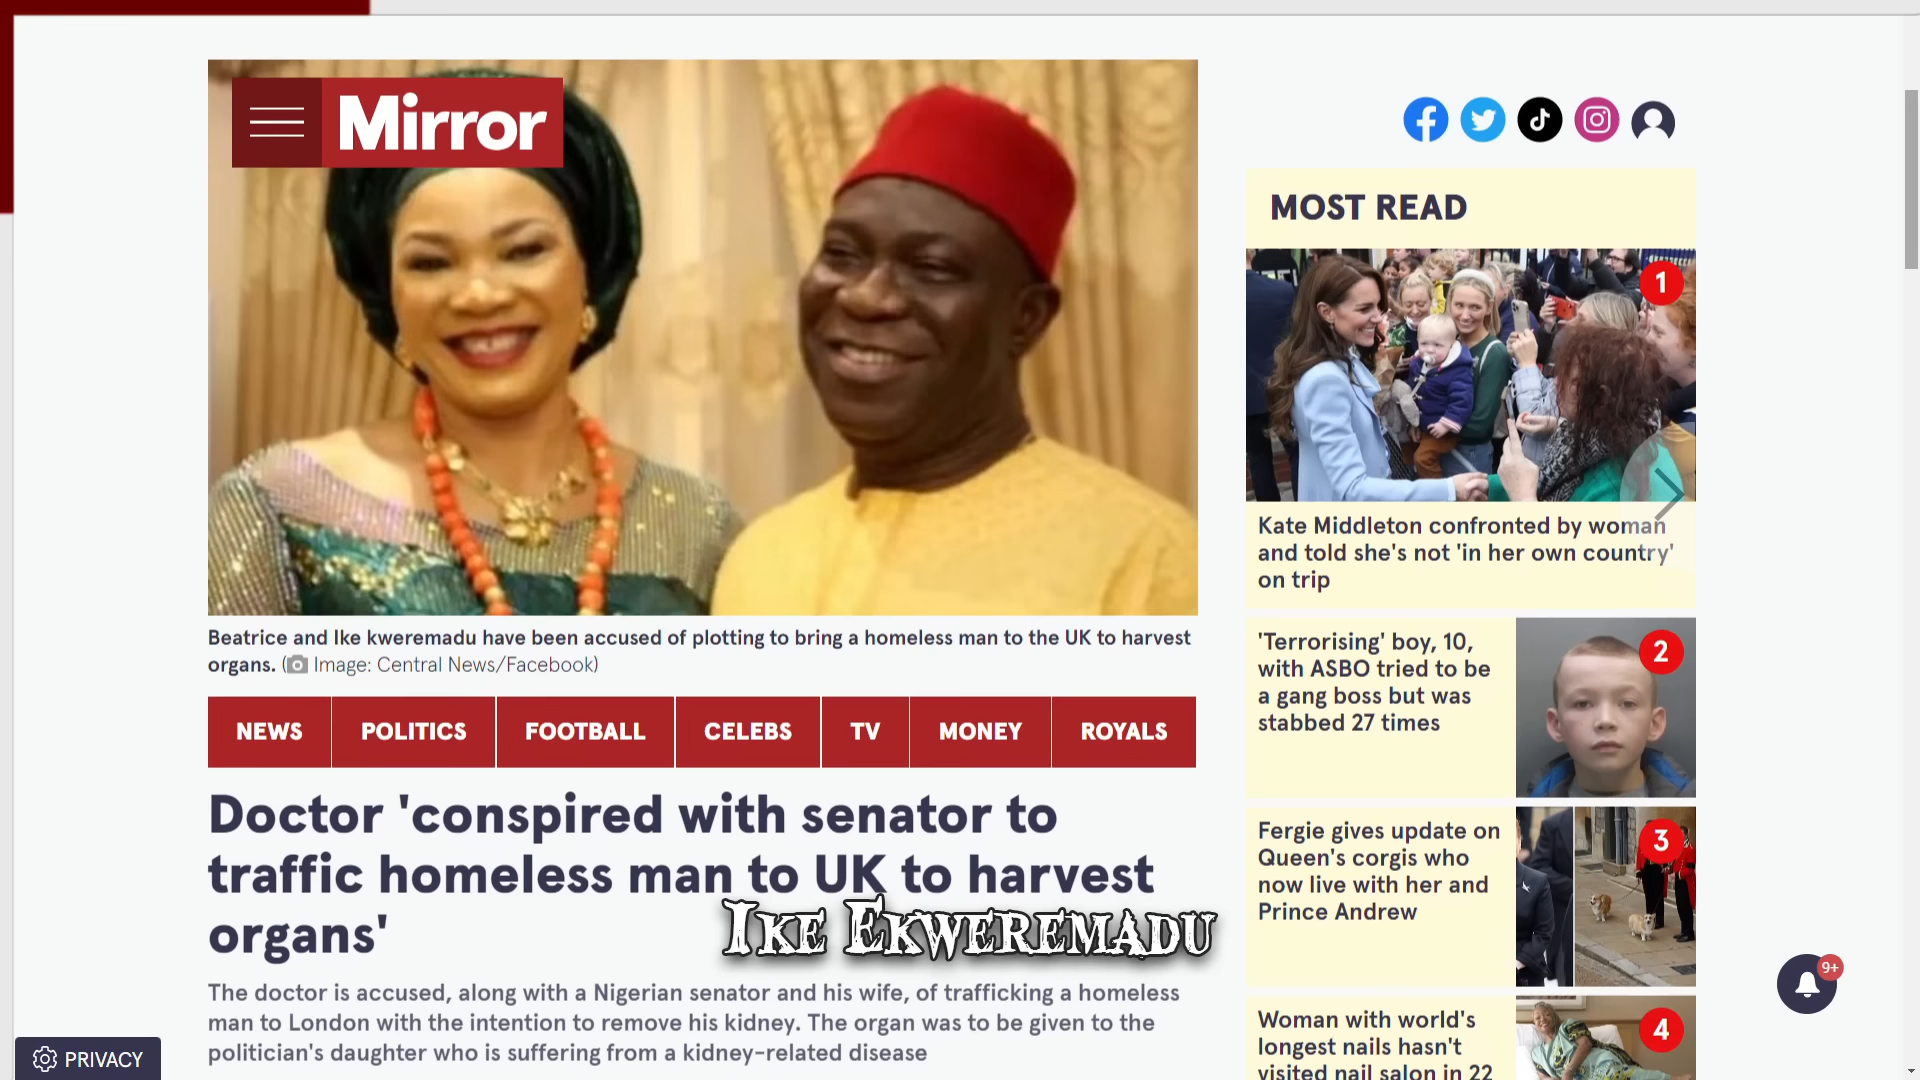 Mirror
Beatrice and Ike kweremadu have been accused of plotting to bring a homeless man to the UK to harvest
organs. (Image: Central News/Facebook)
NEWS
POLITICS
FOOTBALL
CELEBS
TV
MONEY
ROYALS
Doctor 'conspired with senator to
traffic homeless man to UK to harvest
organs'
Ike Ekweremadu
The doctor is accused, along with a Nigerian senator and his wife, of trafficking a homeless
man to London with the intention to remove his kidney. The organ was to be given to the
politician's daughter who is suffering from a kidney-related disease
PRIVACY
MOST READ
1
Kate Middleton confronted by woman
and told she's not 'in her own country'
on trip
'Terrorising' boy, 10,
with ASBO tried to be
a gang boss but was
stabbed 27 times
2
Fergie gives update on
Queen's corgis who
now live with her and
Prince Andrew
3
Woman with world's
longest nails hasn't
visited nail salon in 22
4
9+